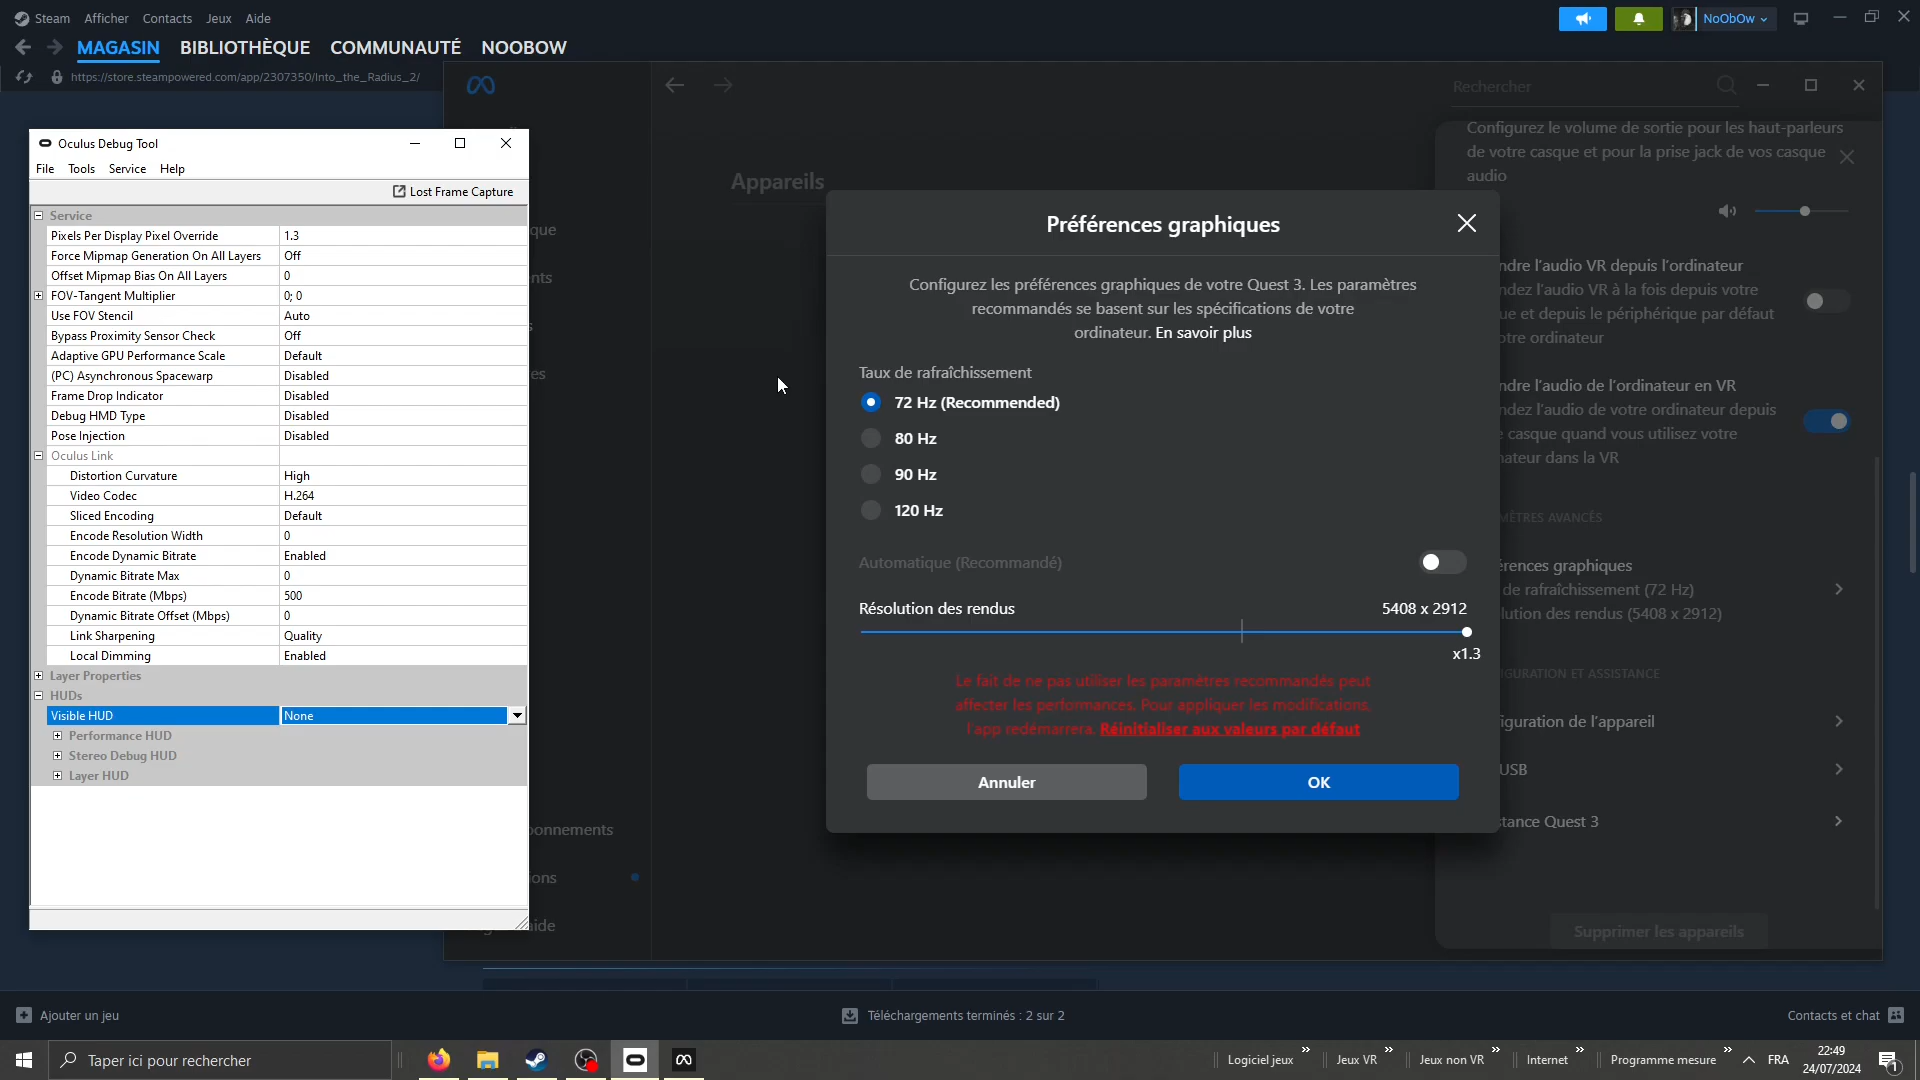 Steam Afficher Contacts Jeux Aide
NoObOw
MAGASIN BIBLIOTHÈQUE COMMUNAUTÉ NOOBOW
https://store.steampowered.com/app/2307350/Into_the_Radius_2/
Oculus Debug Tool
File Tools Service Help
Lost Frame Capture
Service
Pixels Per Display Pixel Override 1.3
Force Mipmap Generation On All Layers Off
Offset Mipmap Bias On All Layers 0
FOV-Tangent Multiplier 0; 0
Use FOV Stencil Auto
Bypass Proximity Sensor Check Off
Adaptive GPU Performance Scale Default
(PC) Asynchronous Spacewarp Disabled
Frame Drop Indicator Disabled
Debug HMD Type Disabled
Pose Injection Disabled
Oculus Link
Distortion Curvature High
Video Codec H.264
Sliced Encoding Default
Encode Resolution Width 0
Encode Dynamic Bitrate Enabled
Dynamic Bitrate Max 0
Encode Bitrate (Mbps) 500
Dynamic Bitrate Offset (Mbps) 0
Link Sharpening Quality
Local Dimming Enabled
Layer Properties
HUDs
Visible HUD None
Performance HUD
Stereo Debug HUD
Layer HUD
que
nts
s
es
onnements
ons
ide
Appareils
Rechercher
Configurez le volume de sortie pour les haut-parleurs
de votre casque et pour la prise jack de vos casque
audio
ndre l'audio VR depuis l'ordinateur
ndez l'audio VR à la fois depuis votre
ue et depuis le périphérique par défaut
otre ordinateur
ndre l'audio de l'ordinateur en VR
ndez l'audio de votre ordinateur depuis
e casque quand vous utilisez votre
nateur dans la VR
MÈTRES AVANCÉS
érences graphiques
de rafraîchissement (72 Hz)
lution des rendus (5408 x 2912)
IGURATION ET ASSISTANCE
iguration de l'appareil
USB
stance Quest 3
Supprimer les appareils
Préférences graphiques
Configurez les préférences graphiques de votre Quest 3. Les paramètres
recommandés se basent sur les spécifications de votre
ordinateur. En savoir plus
Taux de rafraîchissement
72 Hz (Recommended)
80 Hz
90 Hz
120 Hz
Automatique (Recommandé)
Résolution des rendus 5408 x 2912
x1.3
Le fait de ne pas utiliser les paramètres recommandés peut
affecter les performances. Pour appliquer les modifications,
l'app redémarrera. Réinitialiser aux valeurs par défaut
Annuler OK
Ajouter un jeu
Téléchargements terminés : 2 sur 2
Contacts et chat
Taper ici pour rechercher
Logiciel jeux » Jeux VR » Jeux non VR » Internet » Programme mesure » FRA
22:49
24/07/2024
1